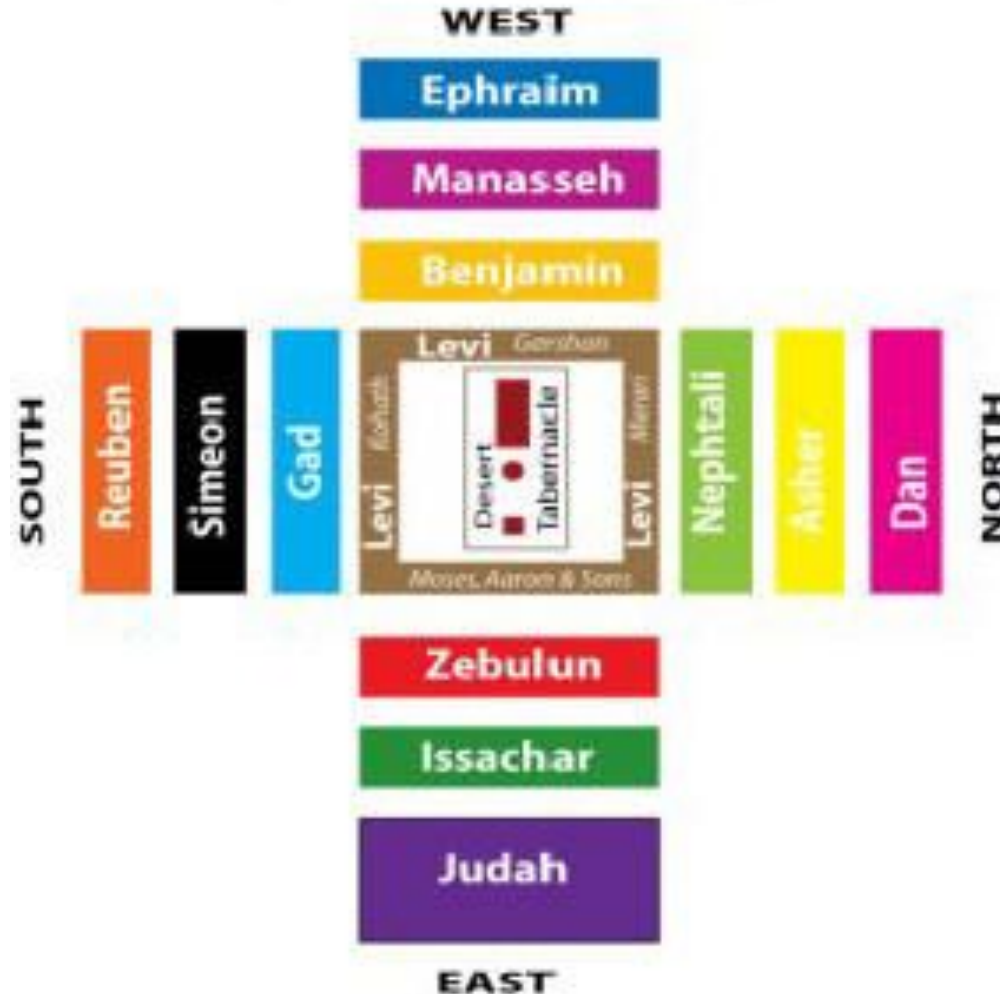 WEST
Ephraim
Manasseh
Benjamin
SOUTH
Reuben
Simeon
Gad
Levi Garshon
Kohath
Levi
Desert
Tabernacle
Merari
Levi
Moses, Aaron & Sons
Nephtali
Asher
Dan
NORTH
Zebulun
Issachar
Judah
EAST